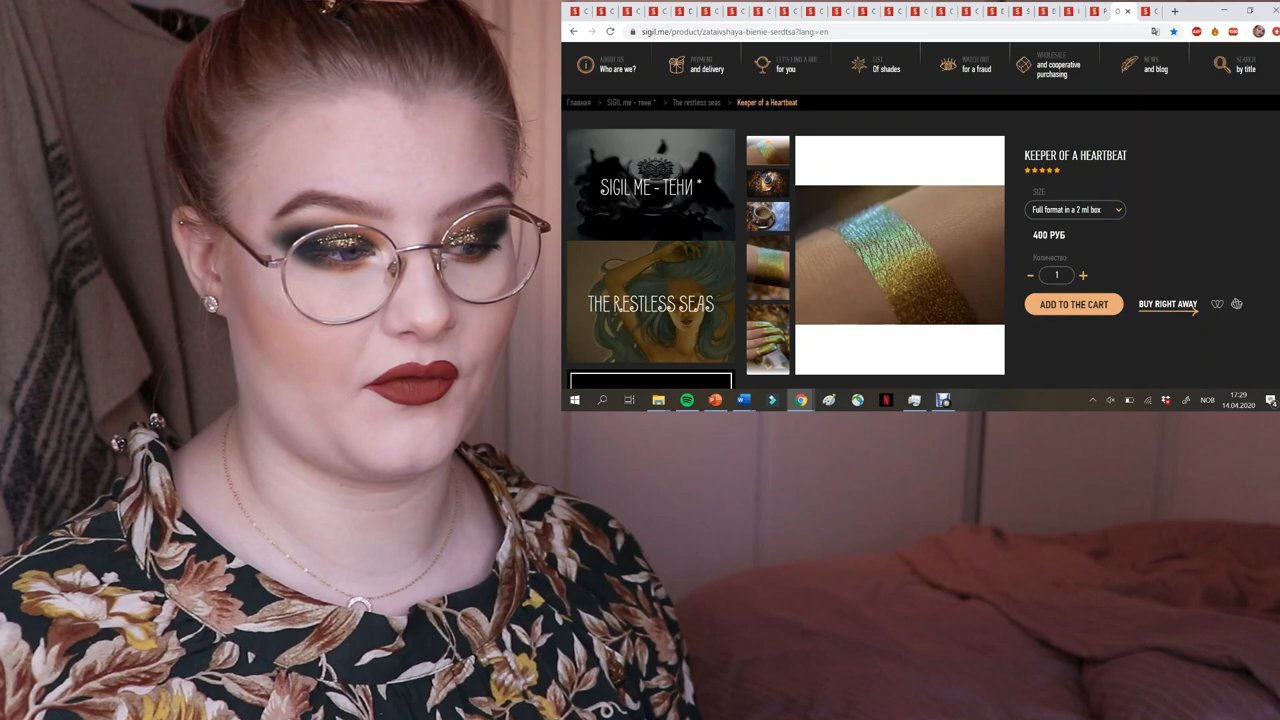 sigil.me/product/zataivshaya-bienie-serdtsa?lang=en
ABOUT US
Who are we?
PAYMENT
and delivery
LET'S FIND A HUE
for you
LIST
Of shades
WATCH OUT
for a fraud
WHOLESALE
and cooperative
purchasing
NEWS
and blog
SEARCH
by title
Главная > SIGIL me - тени * > The restless seas > Keeper of a Heartbeat
SIGIL ME - ТЕНИ *
THE RESTLESS SEAS
KEEPER OF A HEARTBEAT
SIZE
Full format in a 2 ml box
400 РУБ
Количество:
- 1 +
ADD TO THE CART
BUY RIGHT AWAY
NOB
17:29
14.04.2020